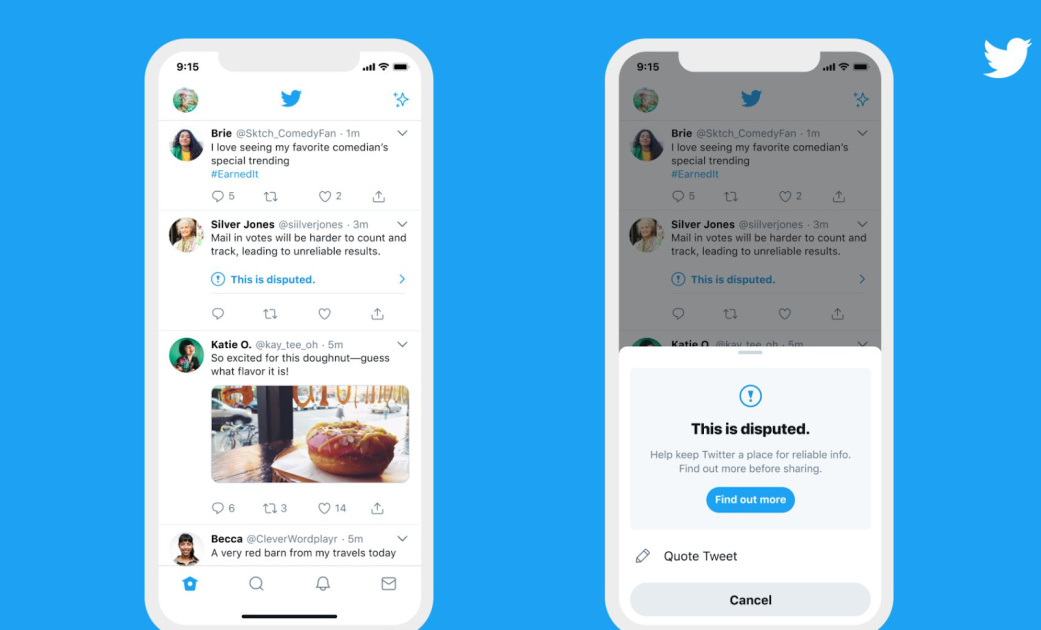 9:15
Brie @Sktch_ComedyFan · 1m
I love seeing my favorite comedian's
special trending
#EarnedIt
5
2
Silver Jones @siilverjones · 3m
Mail in votes will be harder to count and
track, leading to unreliable results.
This is disputed.
Katie O. @kay_tee_oh · 5m
So excited for this doughnut—guess
what flavor it is!
6
3
14
Becca @CleverWordplayr · 5m
A very red barn from my travels today
9:15
Brie @Sktch_ComedyFan · 1m
I love seeing my favorite comedian's
special trending
#EarnedIt
5
2
Silver Jones @siilverjones · 3m
Mail in votes will be harder to count and
track, leading to unreliable results.
This is disputed.
Katie O. @kay_tee_oh · 5m
This is disputed.
Help keep Twitter a place for reliable info.
Find out more before sharing.
Find out more
Quote Tweet
Cancel